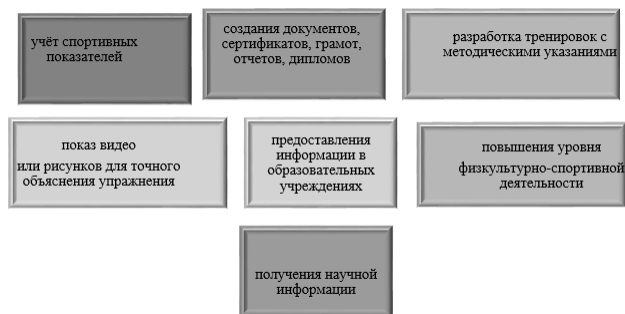 учёт спортивных
показателей
создания документов,
сертификатов, грамот,
отчетов, дипломов
разработка тренировок с
методическими указаниями
показ видео
или рисунков для точного
объяснения упражнения
предоставления
информации в
образовательных
учреждениях
повышения уровня
физкультурно-спортивной
деятельности
получения научной
информации